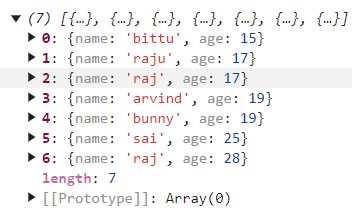 (7) [{…}, {…}, {…}, {…}, {…}, {…}, {…}]
0: {name: 'bittu', age: 15}
1: {name: 'raju', age: 17}
2: {name: 'raj', age: 17}
3: {name: 'arvind', age: 19}
4: {name: 'bunny', age: 19}
5: {name: 'sai', age: 25}
6: {name: 'raj', age: 28}
length: 7
[[Prototype]]: Array(0)